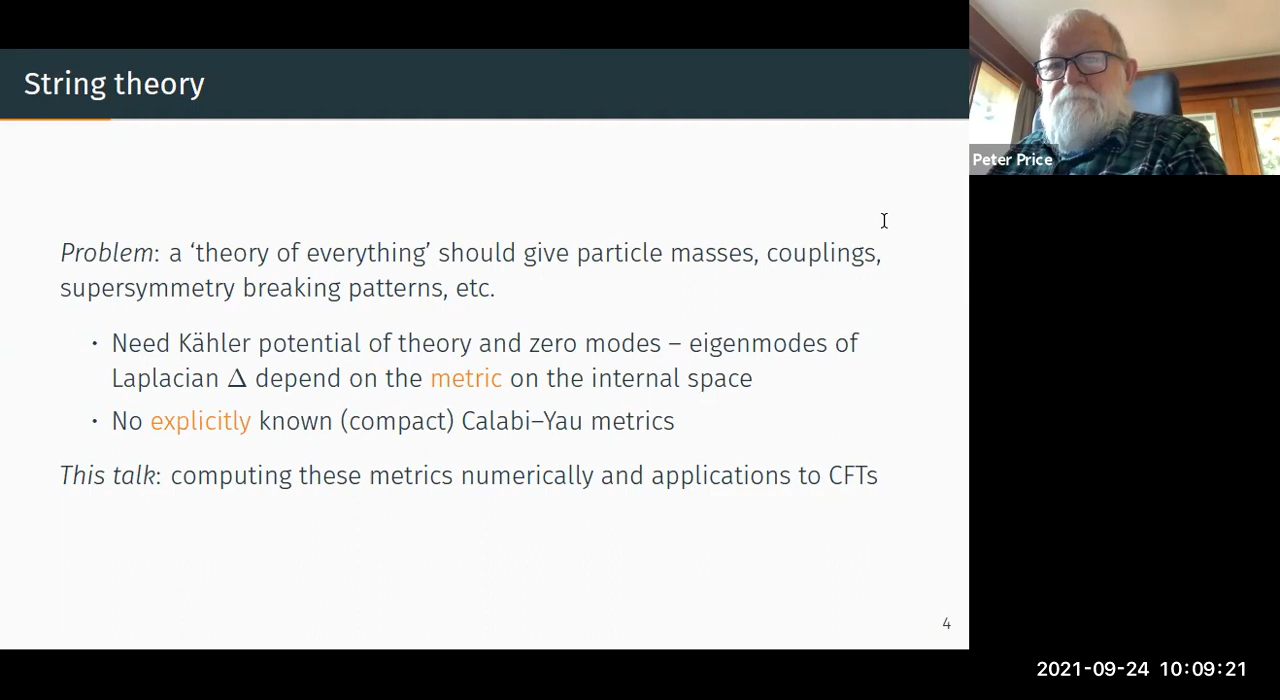 String theory
Peter Price
Problem: a ‘theory of everything’ should give particle masses, couplings,
supersymmetry breaking patterns, etc.
· Need Kähler potential of theory and zero modes – eigenmodes of
Laplacian Δ depend on the metric on the internal space
· No explicitly known (compact) Calabi–Yau metrics
This talk: computing these metrics numerically and applications to CFTs
4
2021-09-24 10:09:21